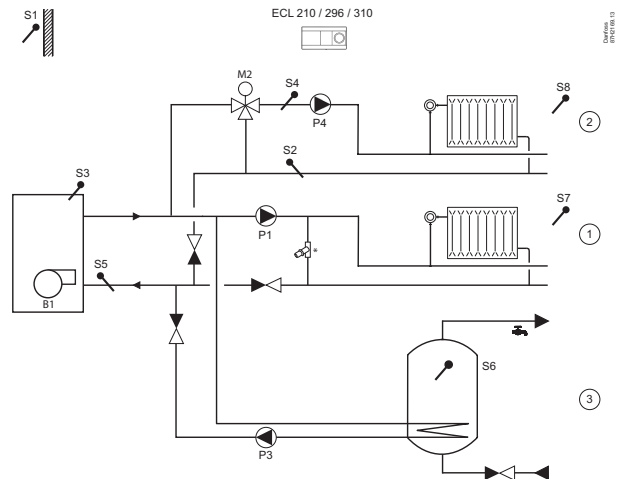 ECL 210 / 296 / 310
S1
Danfoss
87H2169.13
M2
S4
P4
S8
2
S2
S3
S7
P1
1
*
S5
B1
S6
3
P3